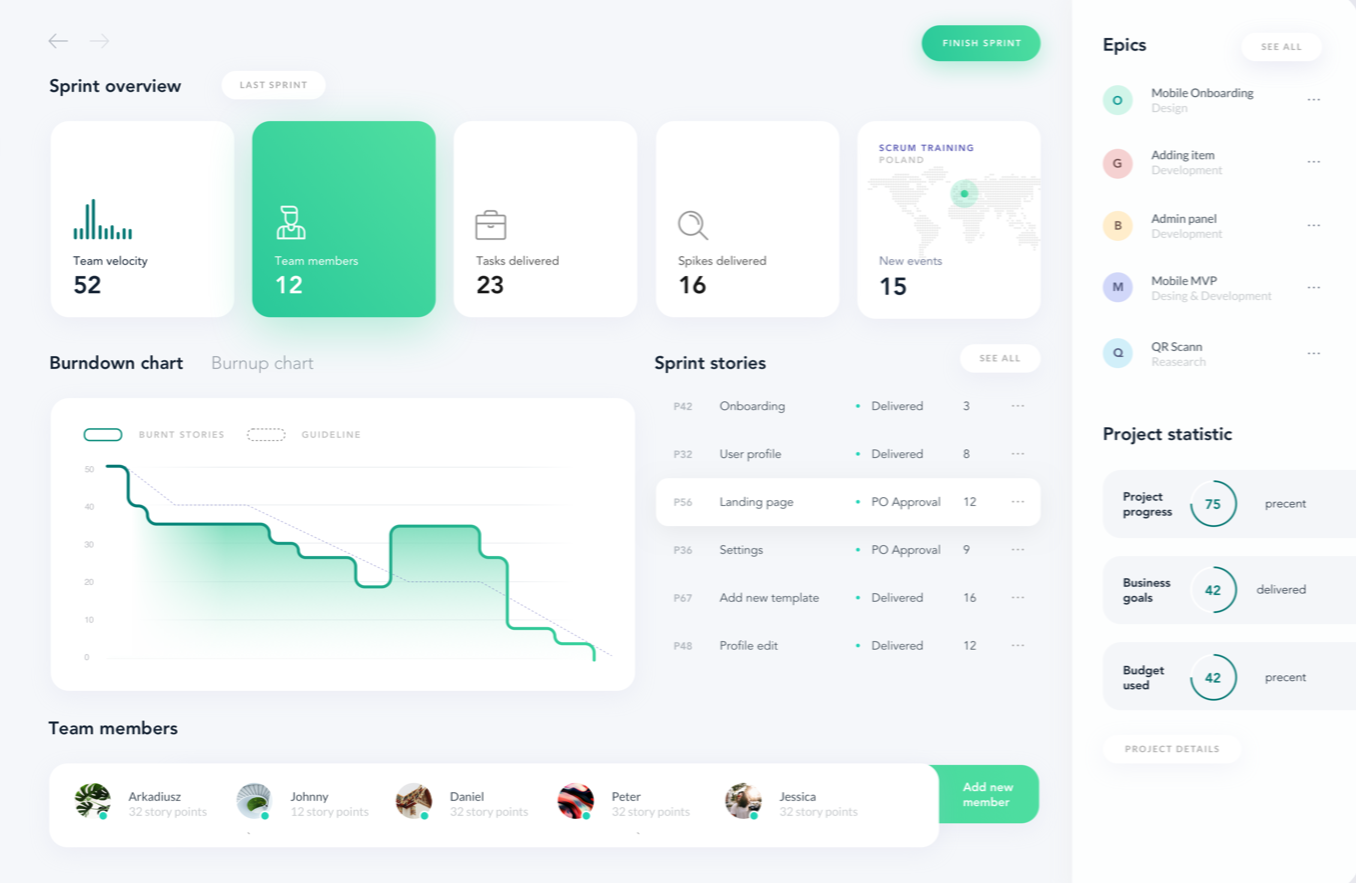 FINISH SPRINT
Sprint overview
LAST SPRINT
Team velocity
52
Team members
12
Tasks delivered
23
Spikes delivered
16
SCRUM TRAINING
POLAND
New events
15
Burndown chart
Burnup chart
BURNT STORIES
GUIDELINE
50
40
30
20
10
0
Sprint stories
SEE ALL
P42 Onboarding • Delivered 3 ...
P32 User profile • Delivered 8 ...
P56 Landing page • PO Approval 12 ...
P36 Settings • PO Approval 9 ...
P67 Add new template • Delivered 16 ...
P48 Profile edit • Delivered 12 ...
Team members
Arkadiusz
32 story points
Johnny
12 story points
Daniel
32 story points
Peter
32 story points
Jessica
32 story points
Add new
member
Epics
SEE ALL
O
Mobile Onboarding
Design
...
G
Adding item
Development
...
B
Admin panel
Development
...
M
Mobile MVP
Desing & Development
...
Q
QR Scann
Reasearch
...
Project statistic
Project
progress
75
precent
Business
goals
42
delivered
Budget
used
42
precent
PROJECT DETAILS